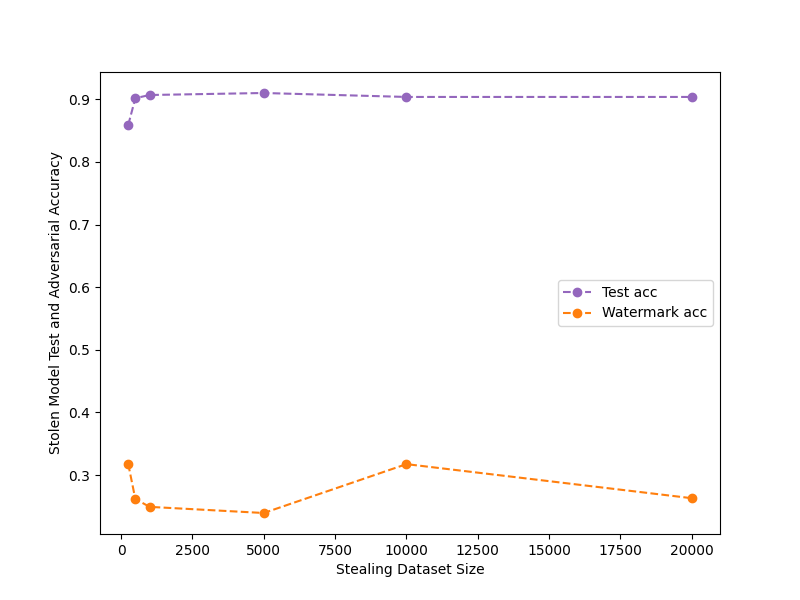 0.9
0.8
0.7
0.6
0.5
0.4
0.3
Stolen Model Test and Adversarial Accuracy
Test acc
Watermark acc
0 2500 5000 7500 10000 12500 15000 17500 20000
Stealing Dataset Size